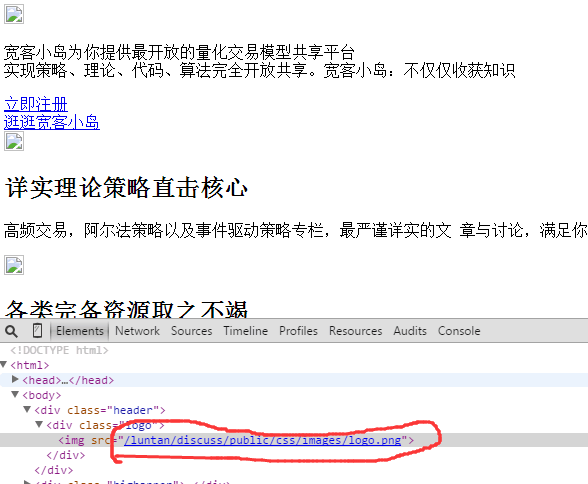 宽客小岛为你提供最开放的量化交易模型共享平台
实现策略、理论、代码、算法完全开放共享。宽客小岛：不仅仅收获知识
立即注册
逛逛宽客小岛
详实理论策略直击核心
高频交易，阿尔法策略以及事件驱动策略专栏，最严谨详实的文 章与讨论，满足你
各类完备资源取之不竭
Elements Network Sources Timeline Profiles Resources Audits Console
<!DOCTYPE html>
<html>
<head>…</head>
<body>
<div class="header">
<div class="logo">
<img src="/luntan/discuss/public/css/images/logo.png">
</div>
</div>